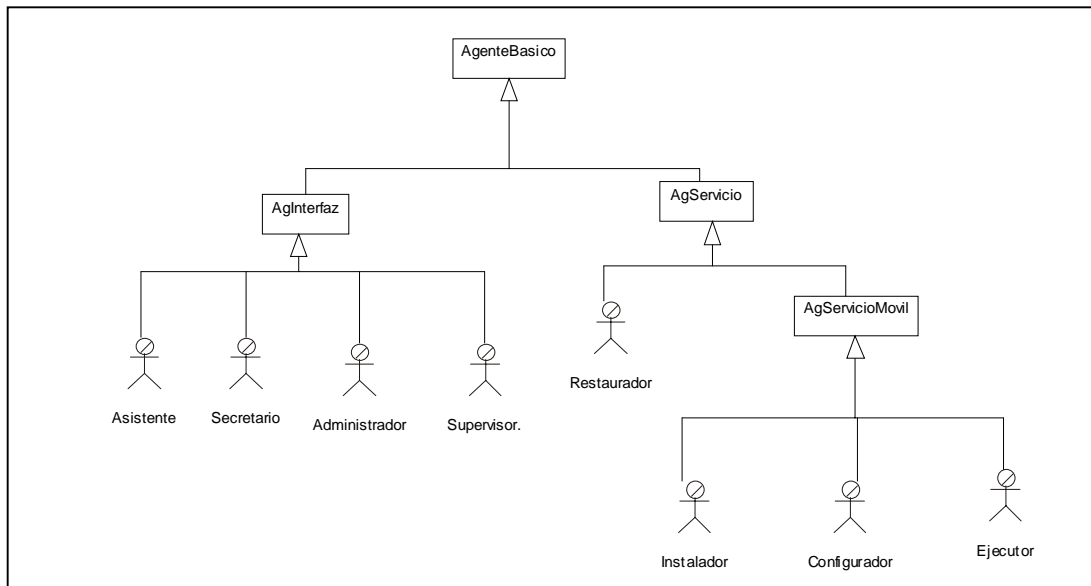 AgenteBasico
AgInterfaz
AgServicio
AgServicioMovil
Restaurador
Asistente
Secretario
Administrador
Supervisor.
Instalador
Configurador
Ejecutor